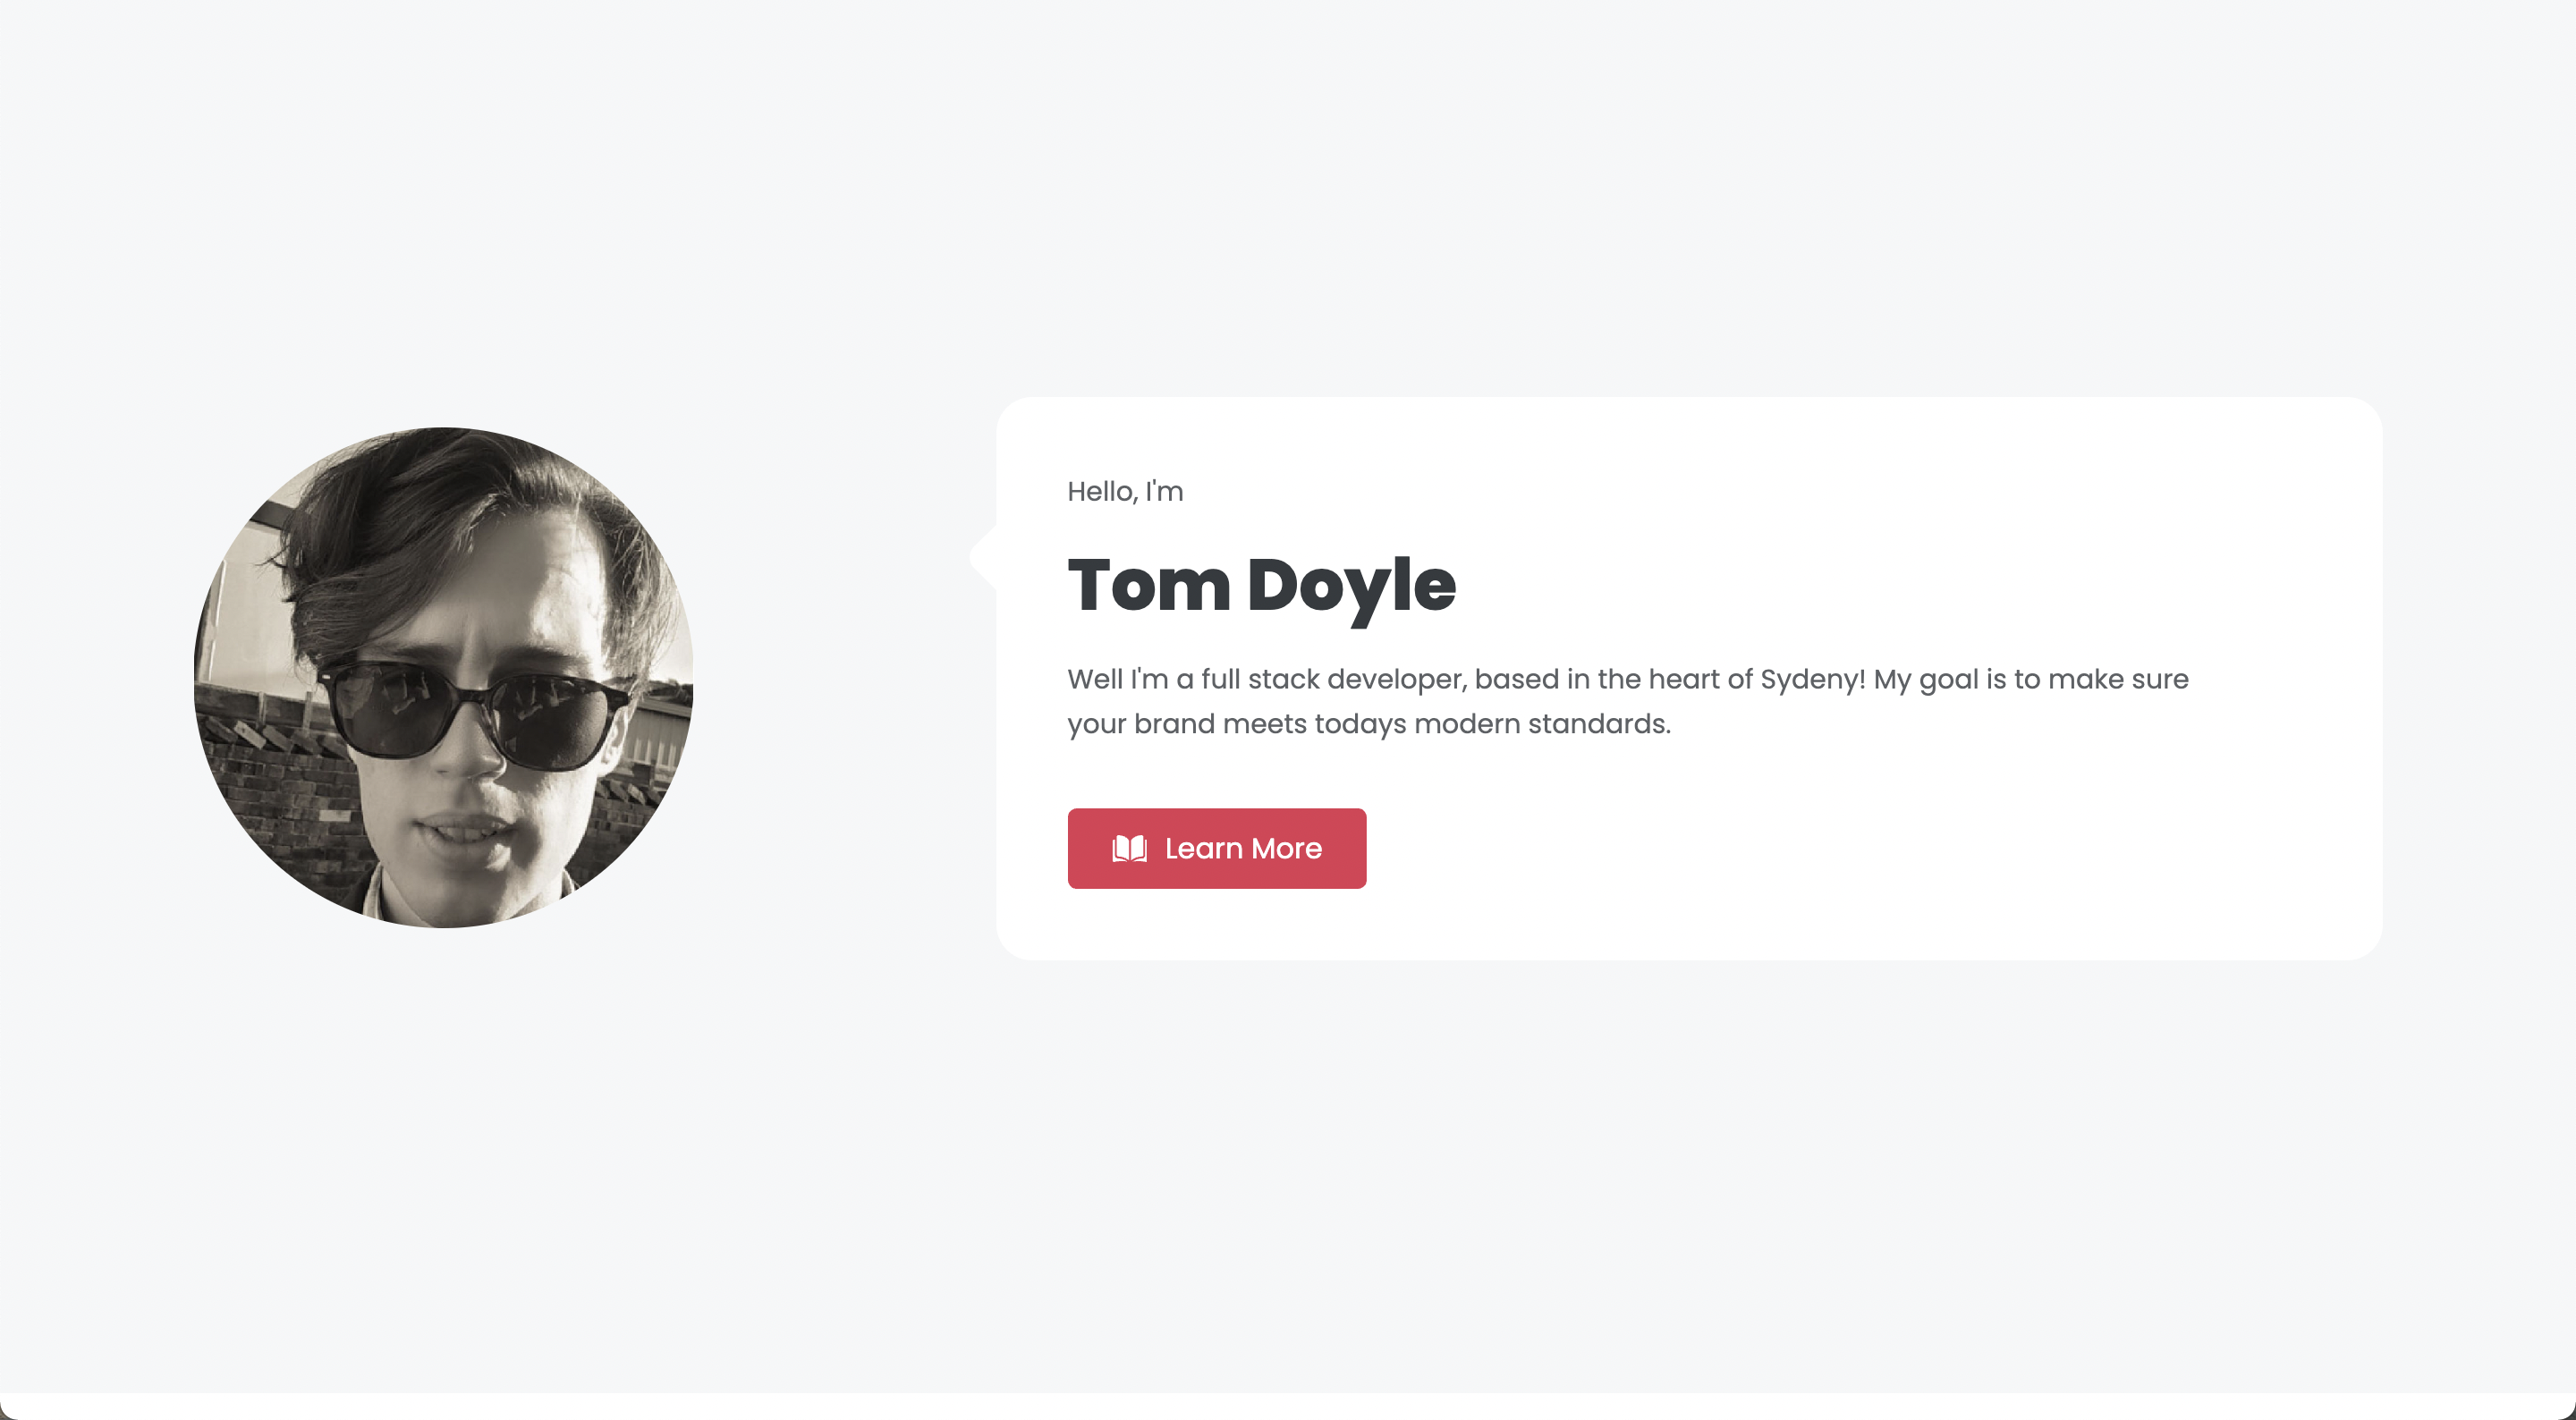 Hello, I'm
Tom Doyle
Well I'm a full stack developer, based in the heart of Sydeny! My goal is to make sure
your brand meets todays modern standards.
Learn More